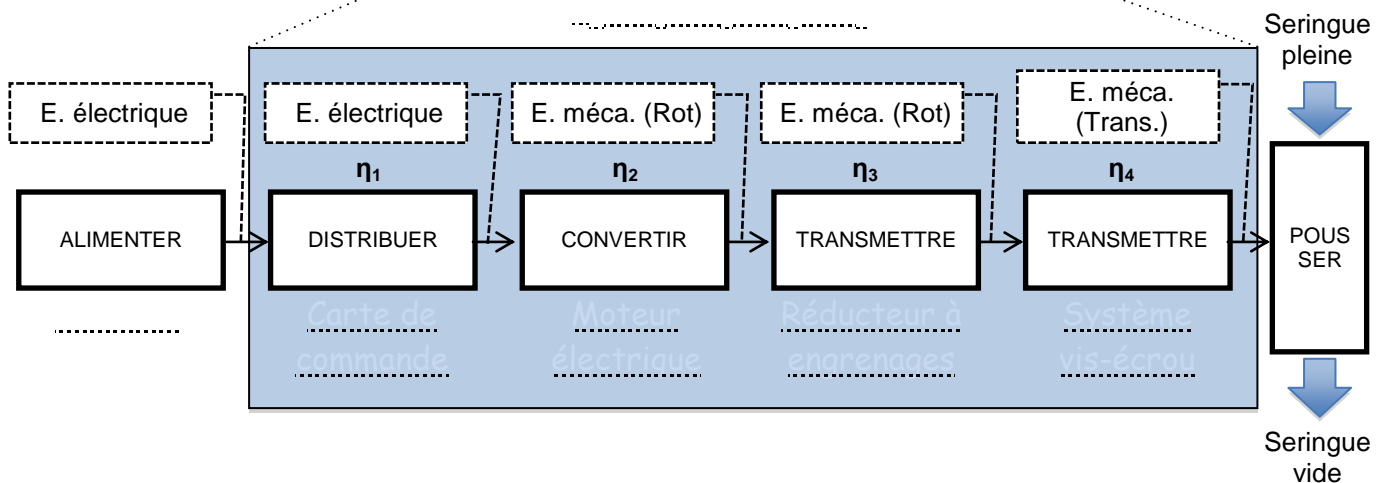 Seringue
pleine
E. électrique
E. électrique
E. méca. (Rot)
E. méca. (Rot)
E. méca.
(Trans.)
η1
η2
η3
η4
ALIMENTER
DISTRIBUER
CONVERTIR
TRANSMETTRE
TRANSMETTRE
POUS
SER
Carte de
commande
Moteur
électrique
Réducteur à
engrenages
Système
vis-écrou
Seringue
vide